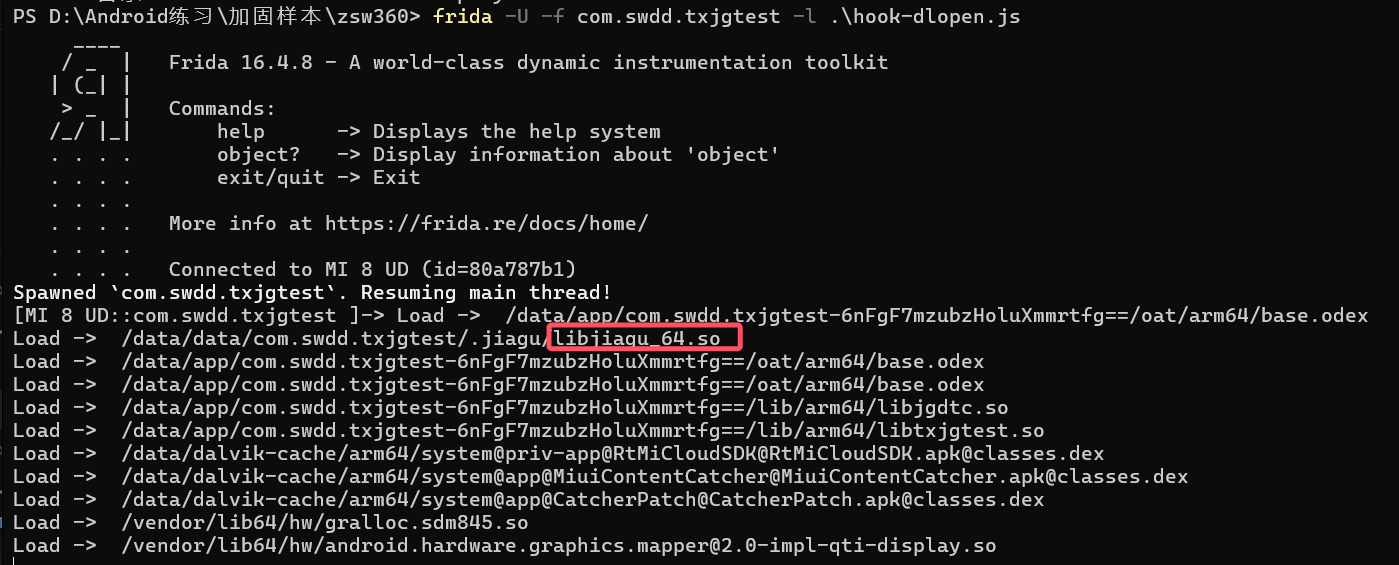 PS D:\Android练习\加固样本\zsw360> frida -U -f com.swdd.txjgtest -l .\hook-dlopen.js
     ____
    / _  |   Frida 16.4.8 - A world-class dynamic instrumentation toolkit
   | (_| |
    > _  |   Commands:
   /_/ |_|       help      -> Displays the help system
   . . . .       object?   -> Display information about 'object'
   . . . .       exit/quit -> Exit
   . . . .
   . . . .   More info at https://frida.re/docs/home/
   . . . .
   . . . .   Connected to MI 8 UD (id=80a787b1)
Spawned `com.swdd.txjgtest`. Resuming main thread!
[MI 8 UD::com.swdd.txjgtest ]-> Load ->  /data/app/com.swdd.txjgtest-6nFgF7mzubzHoluXmmrtfg==/oat/arm64/base.odex
Load ->  /data/data/com.swdd.txjgtest/.jiagu/libjiagu_64.so
Load ->  /data/app/com.swdd.txjgtest-6nFgF7mzubzHoluXmmrtfg==/oat/arm64/base.odex
Load ->  /data/app/com.swdd.txjgtest-6nFgF7mzubzHoluXmmrtfg==/oat/arm64/base.odex
Load ->  /data/app/com.swdd.txjgtest-6nFgF7mzubzHoluXmmrtfg==/lib/arm64/libjgdtc.so
Load ->  /data/app/com.swdd.txjgtest-6nFgF7mzubzHoluXmmrtfg==/lib/arm64/libtxjgtest.so
Load ->  /data/dalvik-cache/arm64/system@priv-app@RtMiCloudSDK@RtMiCloudSDK.apk@classes.dex
Load ->  /data/dalvik-cache/arm64/system@app@MiuiContentCatcher@MiuiContentCatcher.apk@classes.dex
Load ->  /data/dalvik-cache/arm64/system@app@CatcherPatch@CatcherPatch.apk@classes.dex
Load ->  /vendor/lib64/hw/gralloc.sdm845.so
Load ->  /vendor/lib64/hw/android.hardware.graphics.mapper@2.0-impl-qti-display.so